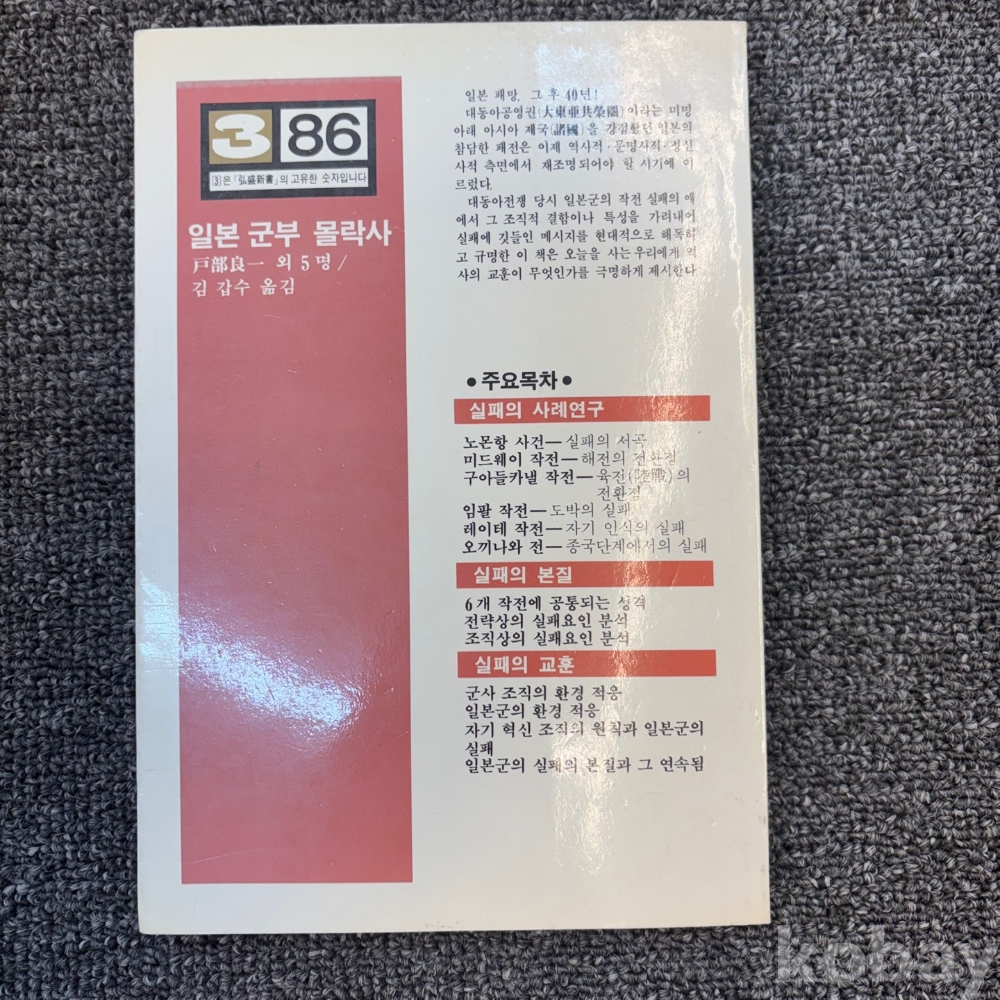 3 86
③은「弘盛新書」의 고유한 숫자입니다
일본 군부 몰락사
戶部良一 외 5명/
김 갑수 옮김
일본 패망, 그 후 40년!
대동아공영권(大東亜共榮圈)이라는 미명
아래 아시아 제국(諸國)을 강점했던 일본의
참담한 패전은 이제 역사적·문명사적·정신
사적 측면에서 재조명되어야 할 시기에 이
르렀다.
대동아전쟁 당시 일본군의 작전 실패의 예
에서 그 조직적 결함이나 특성을 가려내어
실패에 깃들인 메시지를 현대적으로 해독하
고 규명한 이 책은 오늘을 사는 우리에게 역
사의 교훈이 무엇인가를 극명하게 제시한다
●주요목차●
실패의 사례연구
노몬항 사건—실패의 서곡
미드웨이 작전—해전의 전환점
구아들카낼 작전—육전(陸戰)의
전환점
임팔 작전—도박의 실패
레이테 작전—자기 인식의 실패
오끼나와 전—종국단계에서의 실패
실패의 본질
6개 작전에 공통되는 성격
전략상의 실패요인 분석
조직상의 실패요인 분석
실패의 교훈
군사 조직의 환경 적응
일본군의 환경 적응
자기 혁신 조직의 원칙과 일본군의
실패
일본군의 실패의 본질과 그 연속됨
kobay